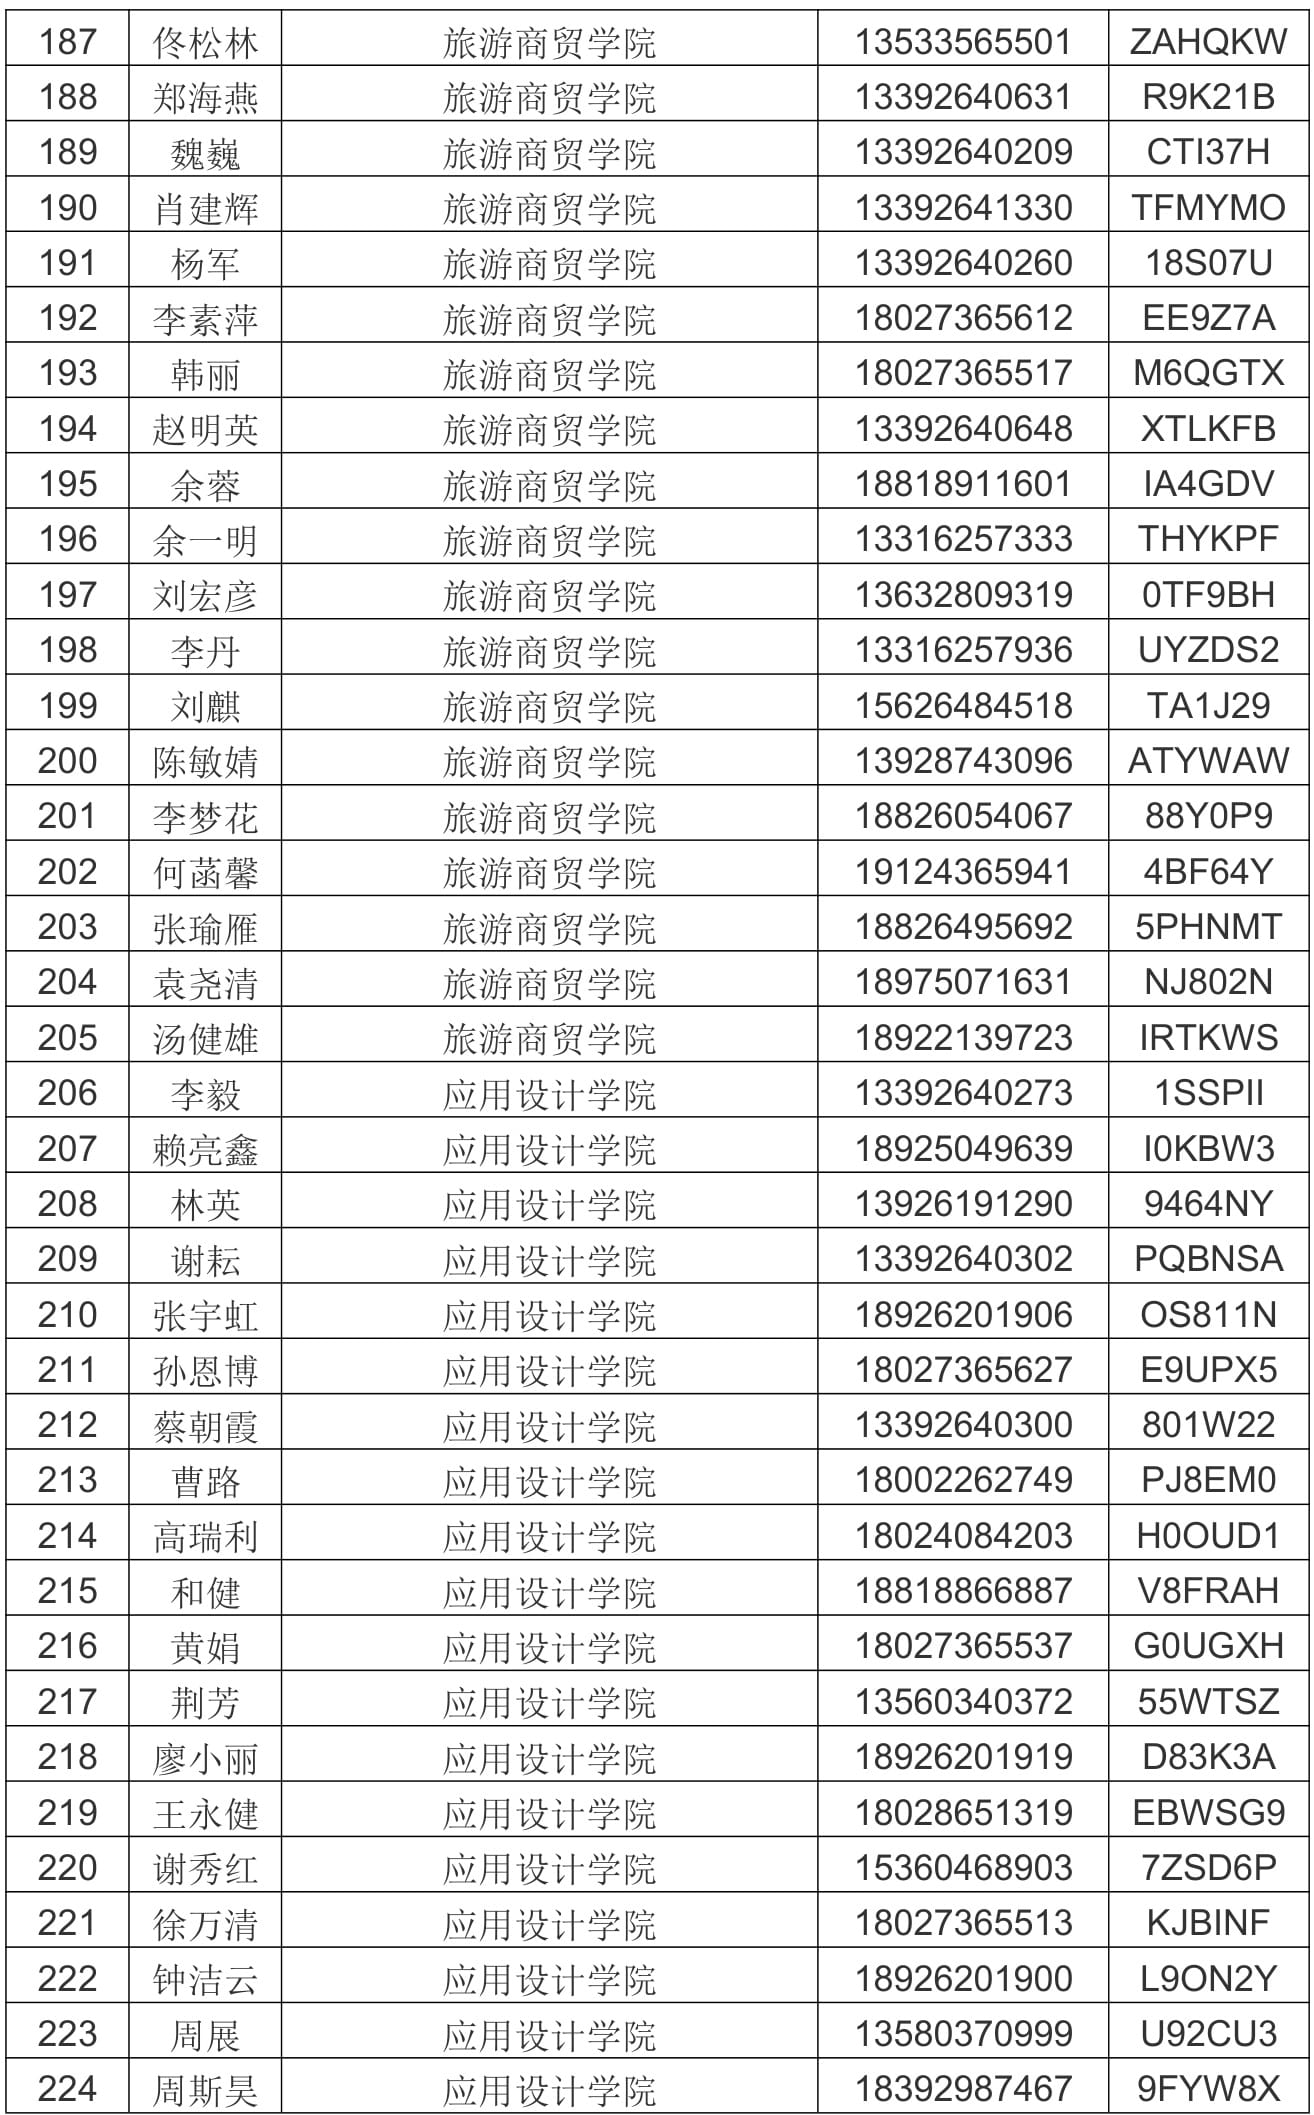 187 佟松林 旅游商贸学院 13533565501 ZAHQKW
188 郑海燕 旅游商贸学院 13392640631 R9K21B
189 魏巍 旅游商贸学院 13392640209 CTI37H
190 肖建辉 旅游商贸学院 13392641330 TFMYMO
191 杨军 旅游商贸学院 13392640260 18S07U
192 李素萍 旅游商贸学院 18027365612 EE9Z7A
193 韩丽 旅游商贸学院 18027365517 M6QGTX
194 赵明英 旅游商贸学院 13392640648 XTLKFB
195 余蓉 旅游商贸学院 18818911601 IA4GDV
196 余一明 旅游商贸学院 13316257333 THYKPF
197 刘宏彦 旅游商贸学院 13632809319 0TF9BH
198 李丹 旅游商贸学院 13316257936 UYZDS2
199 刘麒 旅游商贸学院 15626484518 TA1J29
200 陈敏婧 旅游商贸学院 13928743096 ATYWAW
201 李梦花 旅游商贸学院 18826054067 88Y0P9
202 何菡馨 旅游商贸学院 19124365941 4BF64Y
203 张瑜雁 旅游商贸学院 18826495692 5PHNMT
204 袁尧清 旅游商贸学院 18975071631 NJ802N
205 汤健雄 旅游商贸学院 18922139723 IRTKWS
206 李毅 应用设计学院 13392640273 1SSPII
207 赖亮鑫 应用设计学院 18925049639 I0KBW3
208 林英 应用设计学院 13926191290 9464NY
209 谢耘 应用设计学院 13392640302 PQBNSA
210 张宇虹 应用设计学院 18926201906 OS811N
211 孙恩博 应用设计学院 18027365627 E9UPX5
212 蔡朝霞 应用设计学院 13392640300 801W22
213 曹路 应用设计学院 18002262749 PJ8EM0
214 高瑞利 应用设计学院 18024084203 H0OUD1
215 和健 应用设计学院 18818866887 V8FRAH
216 黄娟 应用设计学院 18027365537 G0UGXH
217 荆芳 应用设计学院 13560340372 55WTSZ
218 廖小丽 应用设计学院 18926201919 D83K3A
219 王永健 应用设计学院 18028651319 EBWSG9
220 谢秀红 应用设计学院 15360468903 7ZSD6P
221 徐万清 应用设计学院 18027365513 KJBINF
222 钟洁云 应用设计学院 18926201900 L9ON2Y
223 周展 应用设计学院 13580370999 U92CU3
224 周斯昊 应用设计学院 18392987467 9FYW8X